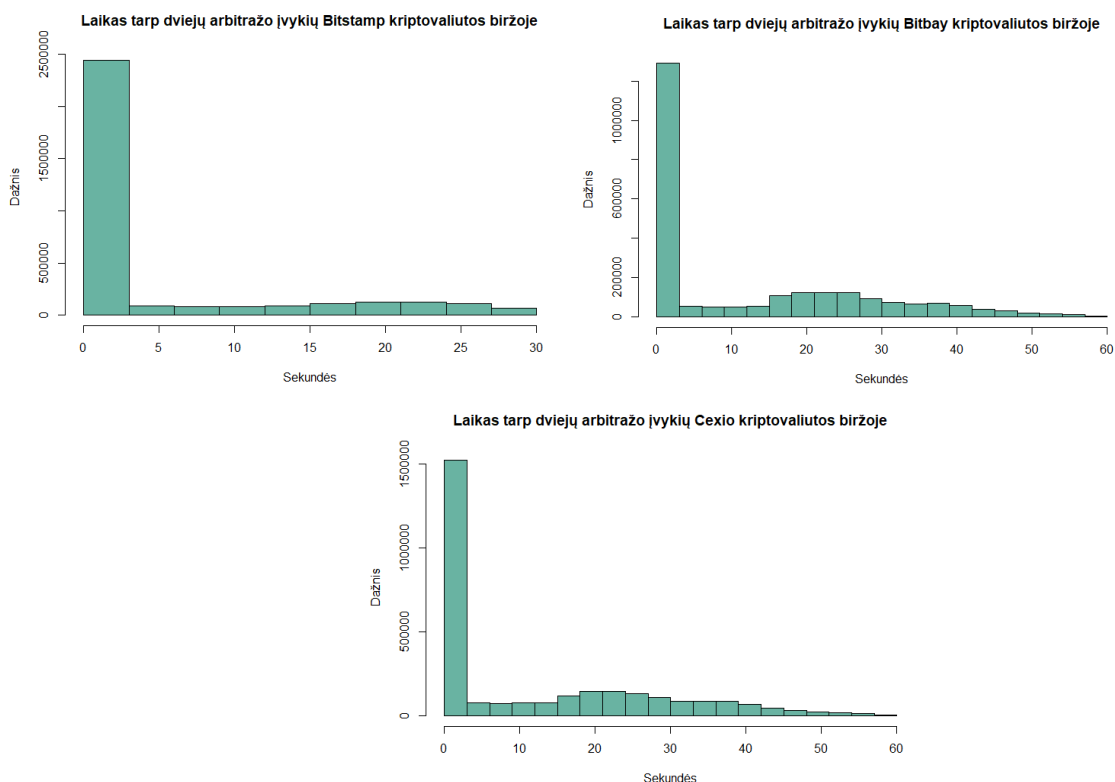 Laikas tarp dviejų arbitražo įvykių Bitstamp kriptovaliutos biržoje
Dažnis
2500000
1500000
500000
0
0 5 10 15 20 25 30
Sekundės
Laikas tarp dviejų arbitražo įvykių Bitbay kriptovaliutos biržoje
Dažnis
1000000
600000
200000
0
0 10 20 30 40 50 60
Sekundės
Laikas tarp dviejų arbitražo įvykių Cexio kriptovaliutos biržoje
Dažnis
1500000
1000000
500000
0
0 10 20 30 40 50 60
Sekundės